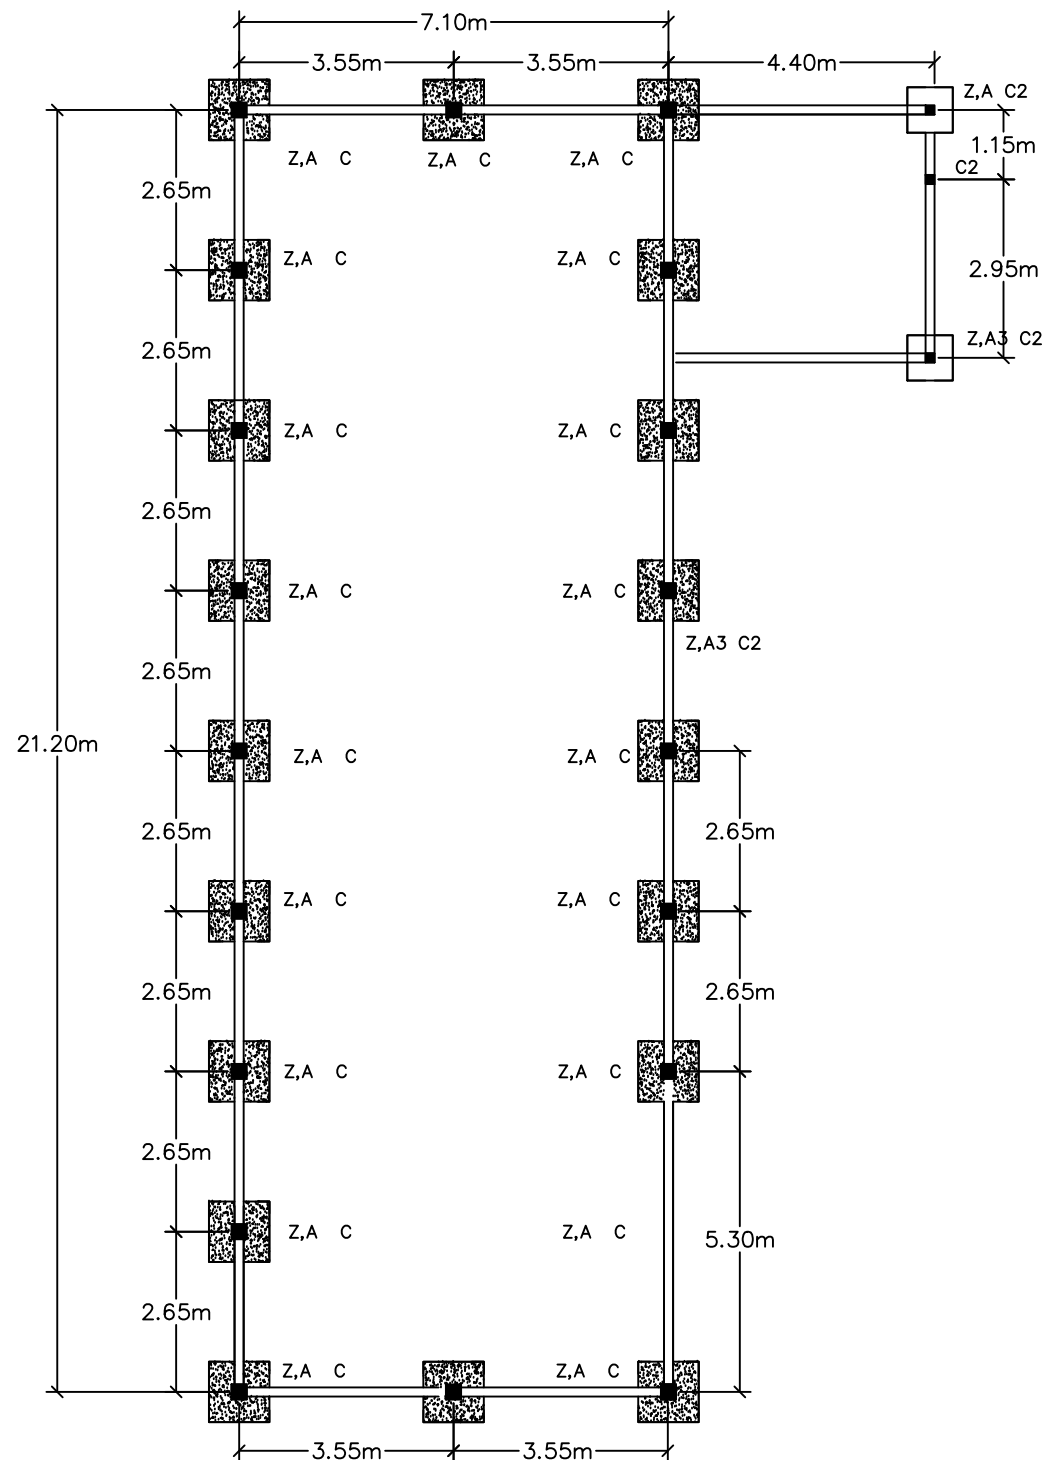 7.10m
3.55m 3.55m 4.40m
Z,A C2
1.15m
Z,A C Z,A C Z,A C
C2
2.65m
Z,A C Z,A C
2.95m
Z,A3 C2
2.65m
Z,A C Z,A C
2.65m
Z,A C Z,A C
Z,A3 C2
2.65m
21.20m
Z,A C Z,A C
2.65m 2.65m
Z,A C Z,A C
2.65m 2.65m
Z,A C Z,A C
2.65m
Z,A C Z,A C
5.30m
2.65m
Z,A C Z,A C
3.55m 3.55m